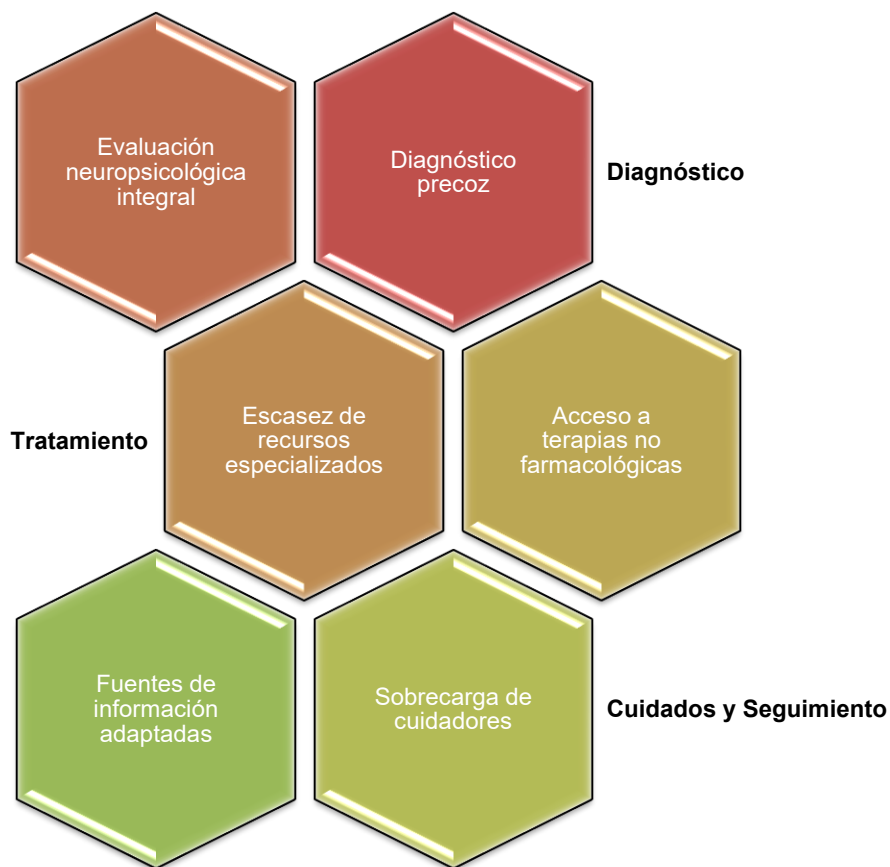 Evaluación
neuropsicológica
integral
Diagnóstico
precoz
Diagnóstico
Tratamiento
Escasez de
recursos
especializados
Acceso a
terapias no
farmacológicas
Fuentes de
información
adaptadas
Sobrecarga de
cuidadores
Cuidados y Seguimiento